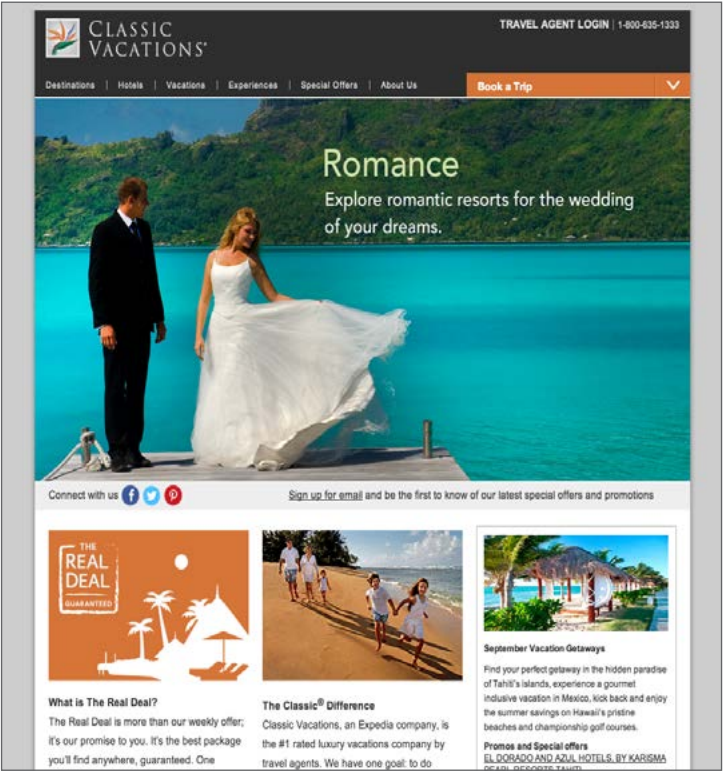 CLASSIC
VACATIONS®
TRAVEL AGENT LOGIN | 1-800-635-1333
Destinations | Hotels | Vacations | Experiences | Special Offers | About Us
Book a Trip
Romance
Explore romantic resorts for the wedding
of your dreams.
Connect with us
Sign up for email and be the first to know of our latest special offers and promotions
THE
REAL
DEAL
GUARANTEED
What is The Real Deal?
The Real Deal is more than our weekly offer;
it's our promise to you. It's the best package
you'll find anywhere, guaranteed. One
The Classic® Difference
Classic Vacations, an Expedia company, is
the #1 rated luxury vacations company by
travel agents. We have one goal: to do
September Vacation Getaways
Find your perfect getaway in the hidden paradise
of Tahiti's islands, experience a gourmet
inclusive vacation in Mexico, kick back and enjoy
the summer savings on Hawaii's pristine
beaches and championship golf courses.
Promos and Special offers
EL DORADO AND AZUL HOTELS, BY KARISMA
PEARL RESORTS TAHITI